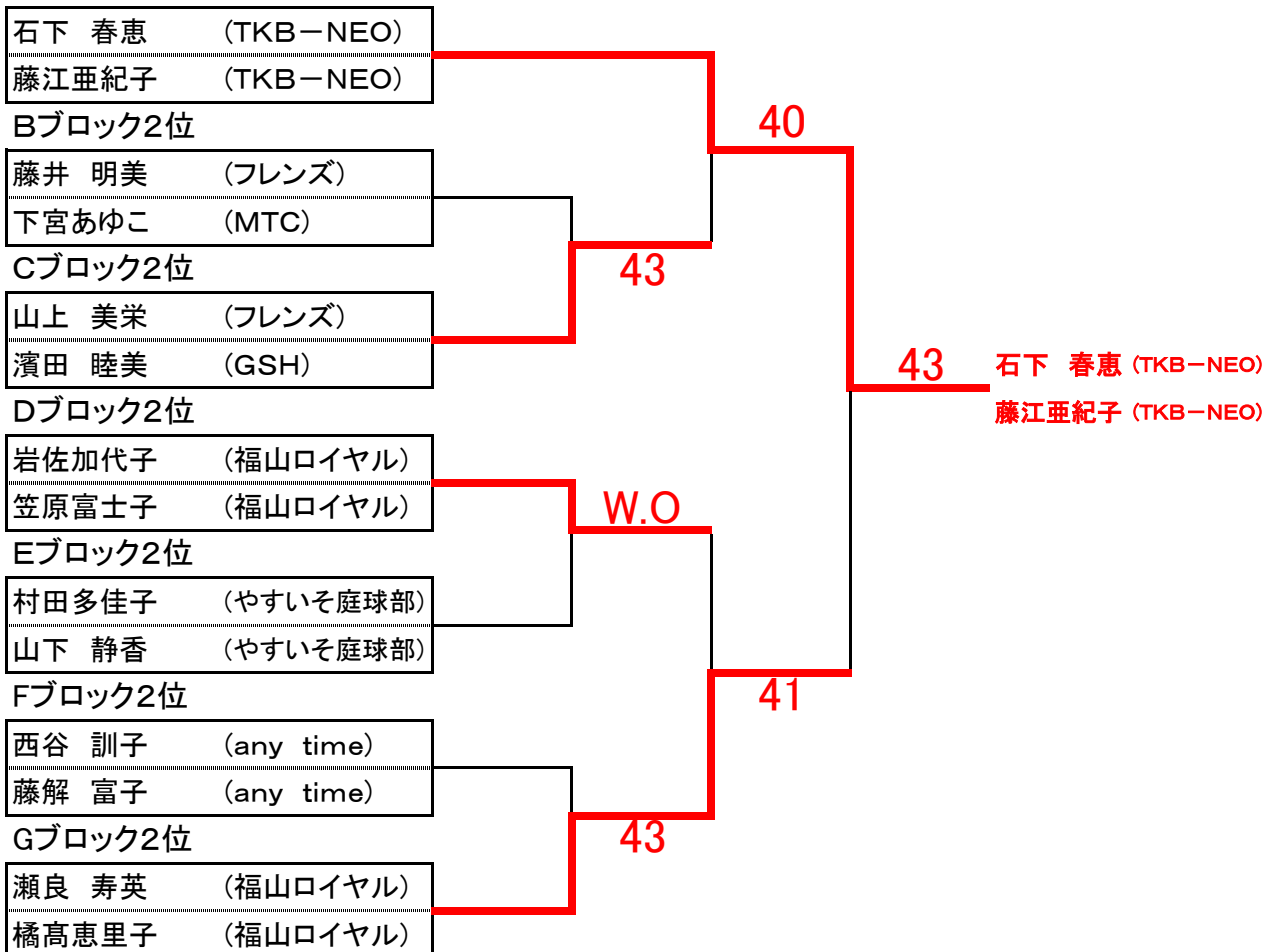 石下　春恵　(TKB－NEO)
藤江亜紀子　(TKB－NEO)
Bブロック2位
40
藤井　明美　(フレンズ)
下宮あゆこ　(MTC)
Cブロック2位
43
山上　美栄　(フレンズ)
濱田　睦美　(GSH)
43
石下　春恵 (TKB－NEO)
藤江亜紀子 (TKB－NEO)
Dブロック2位
岩佐加代子　(福山ロイヤル)
笠原富士子　(福山ロイヤル)
W.O
Eブロック2位
村田多佳子　(やすいそ庭球部)
山下　静香　(やすいそ庭球部)
Fブロック2位
41
西谷　訓子　(any time)
藤解　富子　(any time)
Gブロック2位
43
瀬良　寿英　(福山ロイヤル)
橘髙恵里子　(福山ロイヤル)